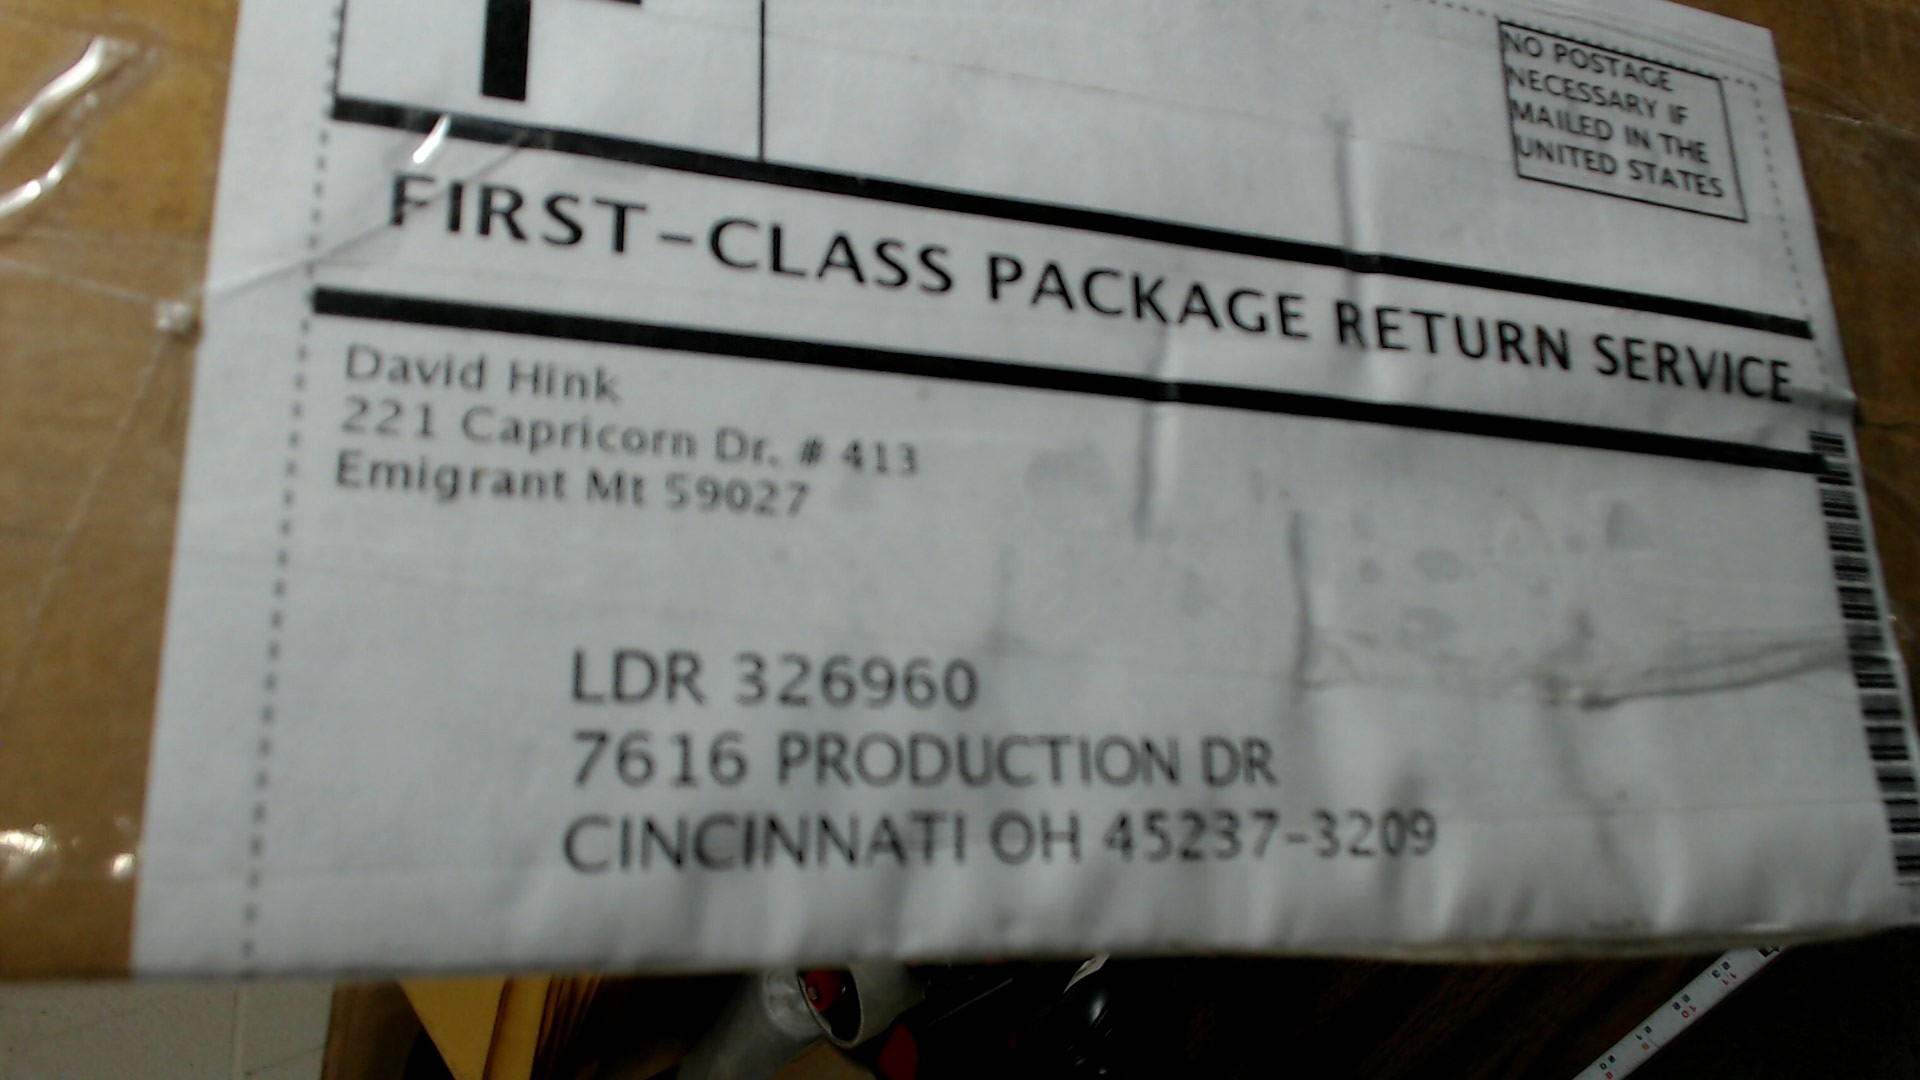 NO POSTAGE
NECESSARY IF
MAILED IN THE
UNITED STATES
FIRST-CLASS PACKAGE RETURN SERVICE
David Hink
221 Capricorn Dr. # 413
Emigrant Mt 59027
LDR 326960
7616 PRODUCTION DR
CINCINNATI OH 45237-3209